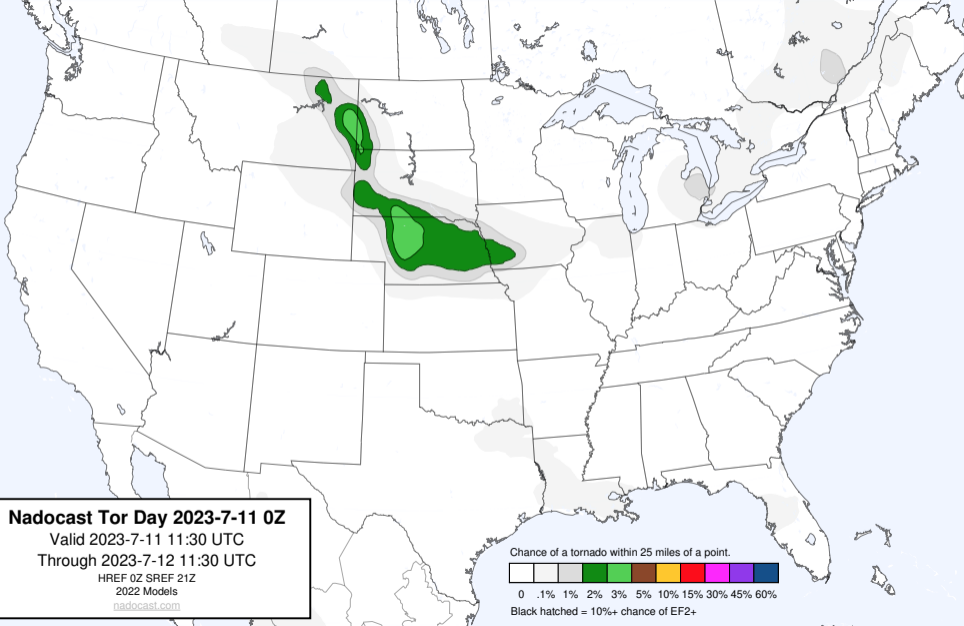 Nadocast Tor Day 2023-7-11 0Z
Valid 2023-7-11 11:30 UTC
Through 2023-7-12 11:30 UTC
HREF 0Z SREF 21Z
2022 Models
nadocast.com
Chance of a tornado within 25 miles of a point.
0 .1% 1% 2% 3% 5% 10% 15% 30% 45% 60%
Black hatched = 10%+ chance of EF2+